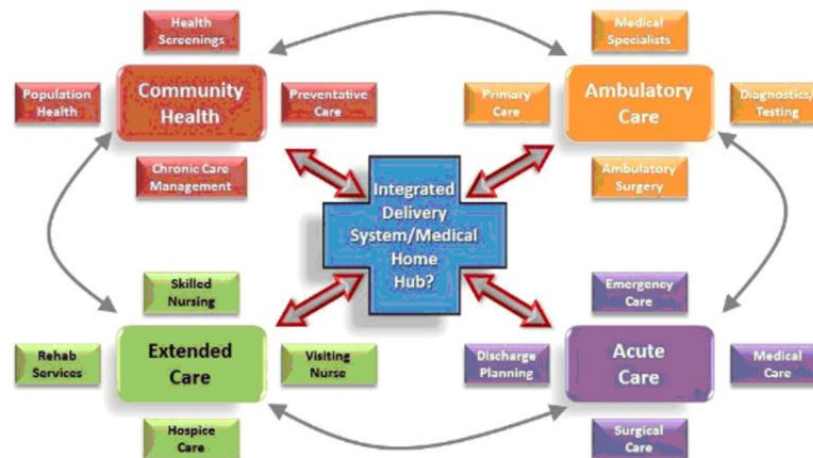 Health
Screenings
Population
Health
Community
Health
Preventative
Care
Chronic Care
Management
Medical
Specialists
Primary
Care
Ambulatory
Care
Diagnostics/
Testing
Ambulatory
Surgery
Integrated
Delivery
System/Medical
Home
Hub?
Skilled
Nursing
Rehab
Services
Extended
Care
Visiting
Nurse
Hospice
Care
Emergency
Care
Discharge
Planning
Acute
Care
Medical
Care
Surgical
Care